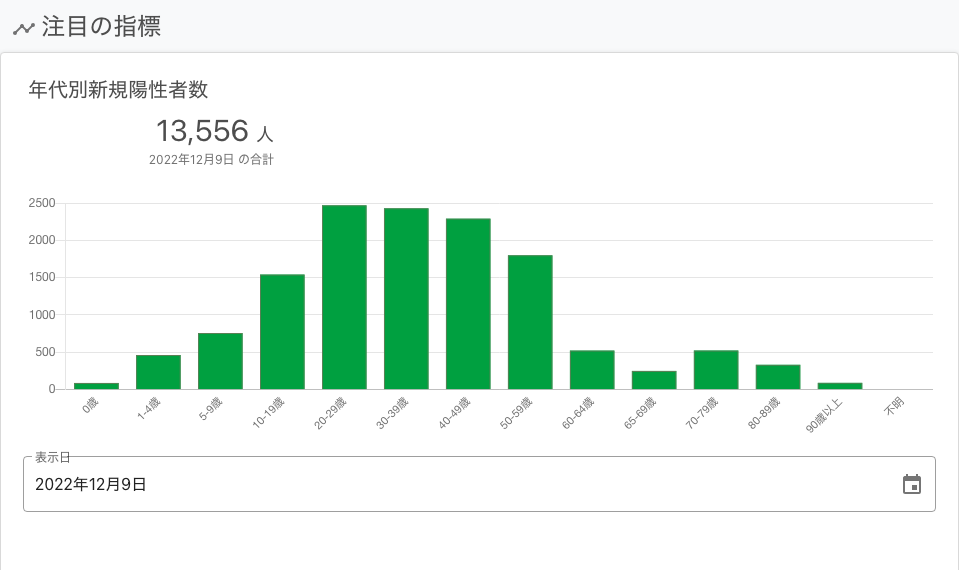 注目の指標
年代別新規陽性者数
13,556 人
2022年12月9日 の合計
2500
2000
1500
1000
500
0
0歳
1-4歳
5-9歳
10-19歳
20-29歳
30-39歳
40-49歳
50-59歳
60-64歳
65-69歳
70-79歳
80-89歳
90歳以上
不明
表示日
2022年12月9日